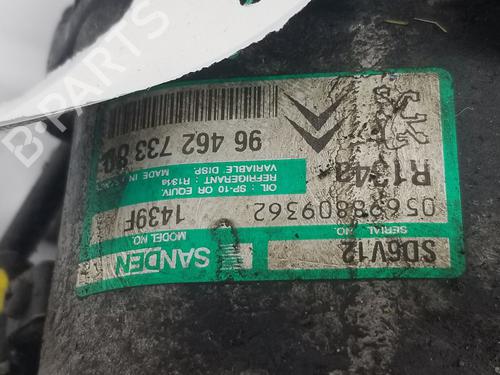 SANDEN
SD6V12
MODEL NO.
1439F
SERIAL NO.
05698809362
OIL : SP-10 OR EQUIV.
REFRIGERANT : R134a
VARIABLE DISP.
MADE IN
R134a
96 462 733 80
B-PARTS